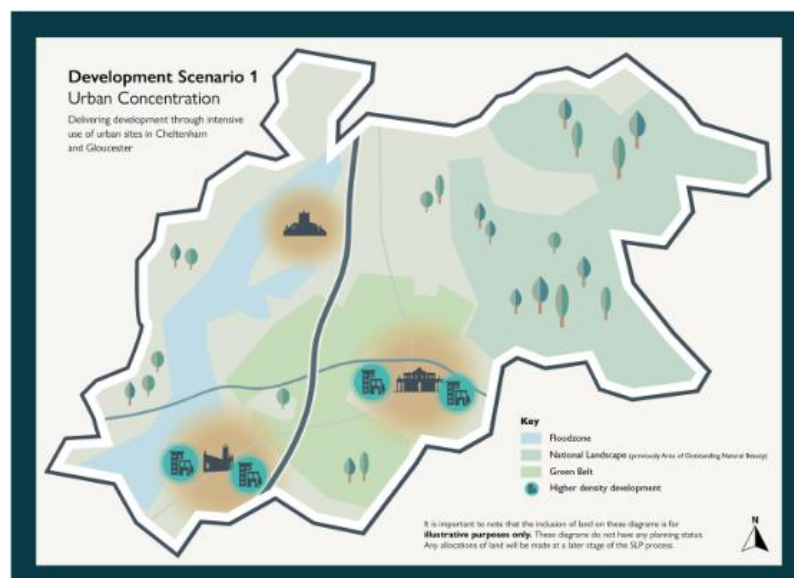 Development Scenario 1
Urban Concentration
Delivering development through intensive
use of urban sites in Cheltenham
and Gloucester
Key
Floodzone
National Landscape (previously Area of Outstanding Natural Beauty)
Green Belt
Higher density development
It is important to note that the inclusion of land on these diagrams is for
illustrative purposes only. These diagrams do not have any planning status.
Any allocations of land will be made at a later stage of the SLP process.
N